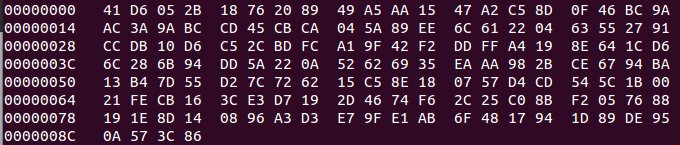 00000000 41 D6 05 2B 18 76 20 89 49 A5 AA 15 47 A2 C5 8D 0F 46 BC 9A
00000014 AC 3A 9A BC CD 45 CB CA 04 5A 89 EE 6C 61 22 04 63 55 27 91
00000028 CC DB 10 D6 C5 2C BD FC A1 9F 42 F2 DD FF A4 19 8E 64 1C D6
0000003C 6C 28 6B 94 DD 5A 22 0A 52 62 69 35 EA AA 98 2B CE 67 94 BA
00000050 13 B4 7D 55 D2 7C 72 62 15 C5 8E 18 07 57 D4 CD 54 5C 1B 00
00000064 21 FE CB 16 3C E3 D7 19 2D 46 74 F6 2C 25 C0 8B F2 05 76 88
00000078 19 1E 8D 14 08 96 A3 D3 E7 9F E1 AB 6F 48 17 94 1D 89 DE 95
0000008C 0A 57 3C 86